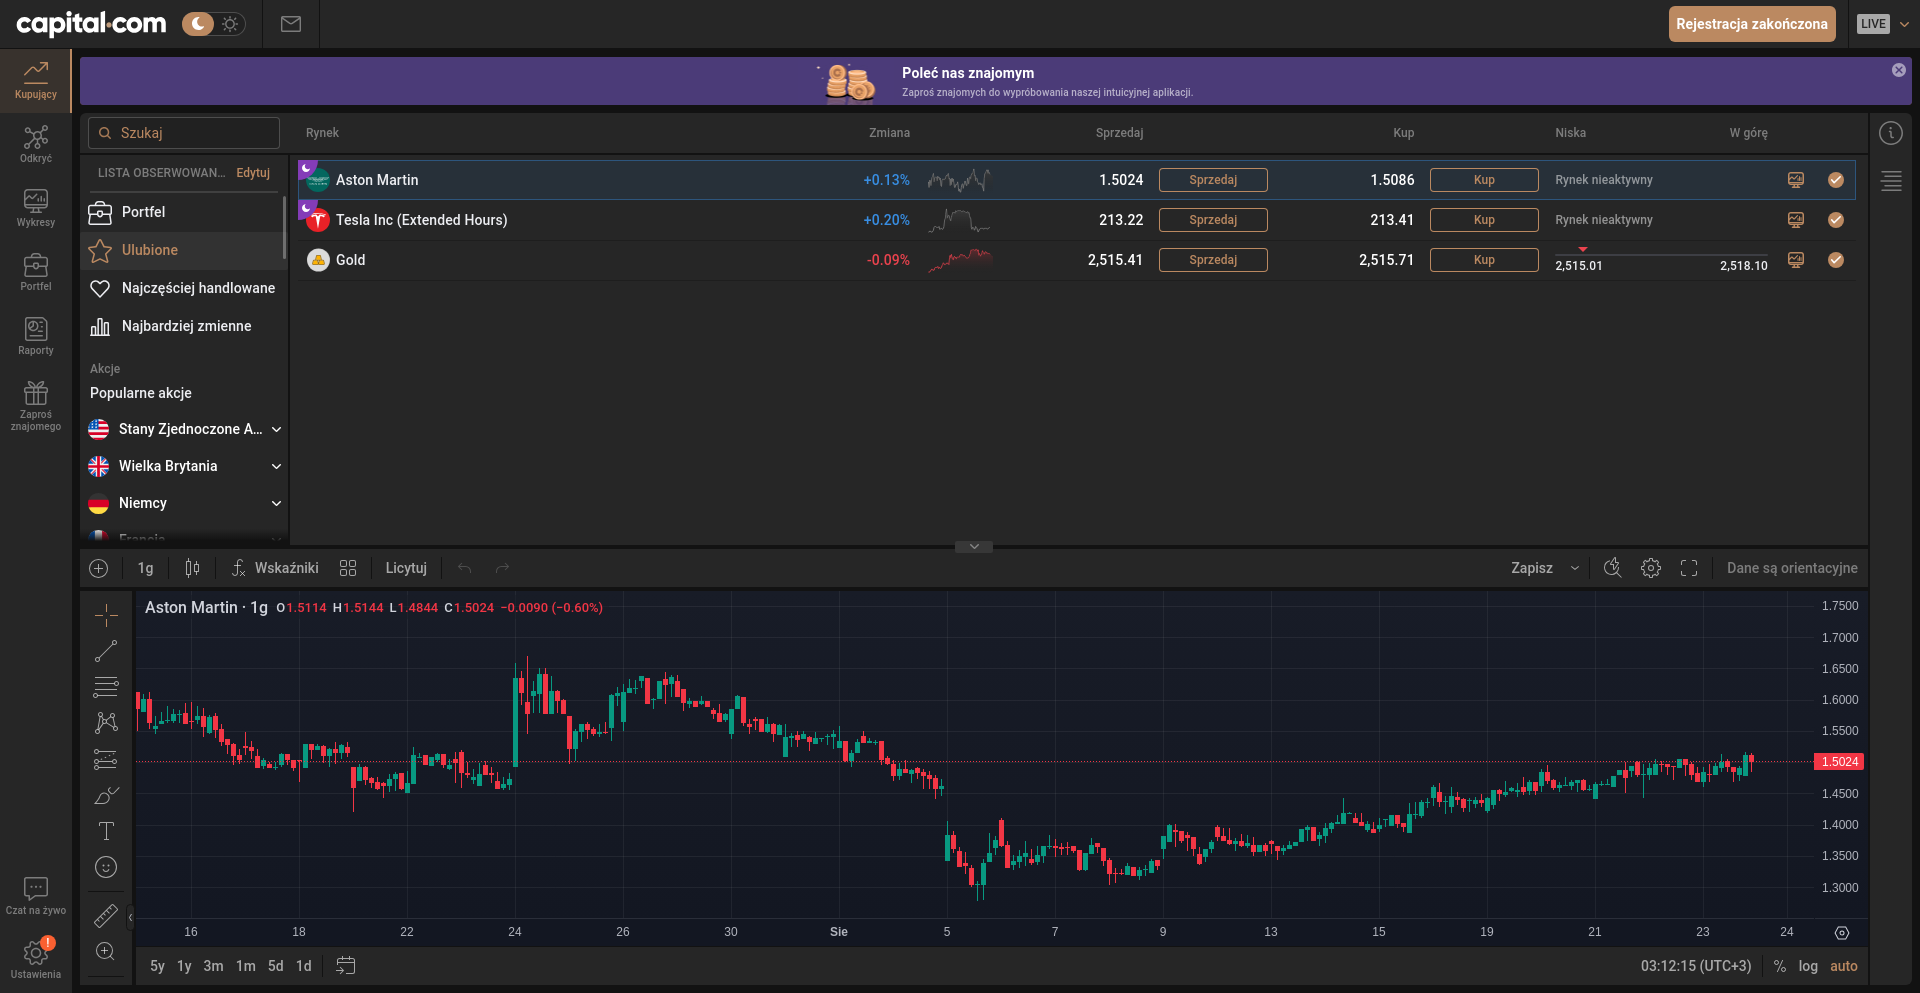 capital.com
Rejestracja zakończona
LIVE
Poleć nas znajomym
Zaproś znajomych do wypróbowania naszej intuicyjnej aplikacji.
Kupujący
Odkryć
Wykresy
Portfel
Raporty
Zaproś
znajomego
Czat na żywo
!
Ustawienia
Szukaj
Rynek Zmiana Sprzedaj Kup Niska W górę
LISTA OBSERWOWAN... Edytuj
Portfel
Ulubione
Najczęściej handlowane
Najbardziej zmienne
Akcje
Popularne akcje
Stany Zjednoczone A...
Wielka Brytania
Niemcy
Francja
Aston Martin +0.13% 1.5024 Sprzedaj 1.5086 Kup Rynek nieaktywny
Tesla Inc (Extended Hours) +0.20% 213.22 Sprzedaj 213.41 Kup Rynek nieaktywny
Gold -0.09% 2,515.41 Sprzedaj 2,515.71 Kup 2,515.01 2,518.10
1g Wskaźniki Licytuj Zapisz Dane są orientacyjne
Aston Martin · 1g O1.5114 H1.5144 L1.4844 C1.5024 −0.0090 (−0.60%)
1.7500
1.7000
1.6500
1.6000
1.5500
1.5024
1.4500
1.4000
1.3500
1.3000
16 18 22 24 26 30 Sie 5 7 9 13 15 19 21 23 24
5y 1y 3m 1m 5d 1d 03:12:15 (UTC+3) % log auto